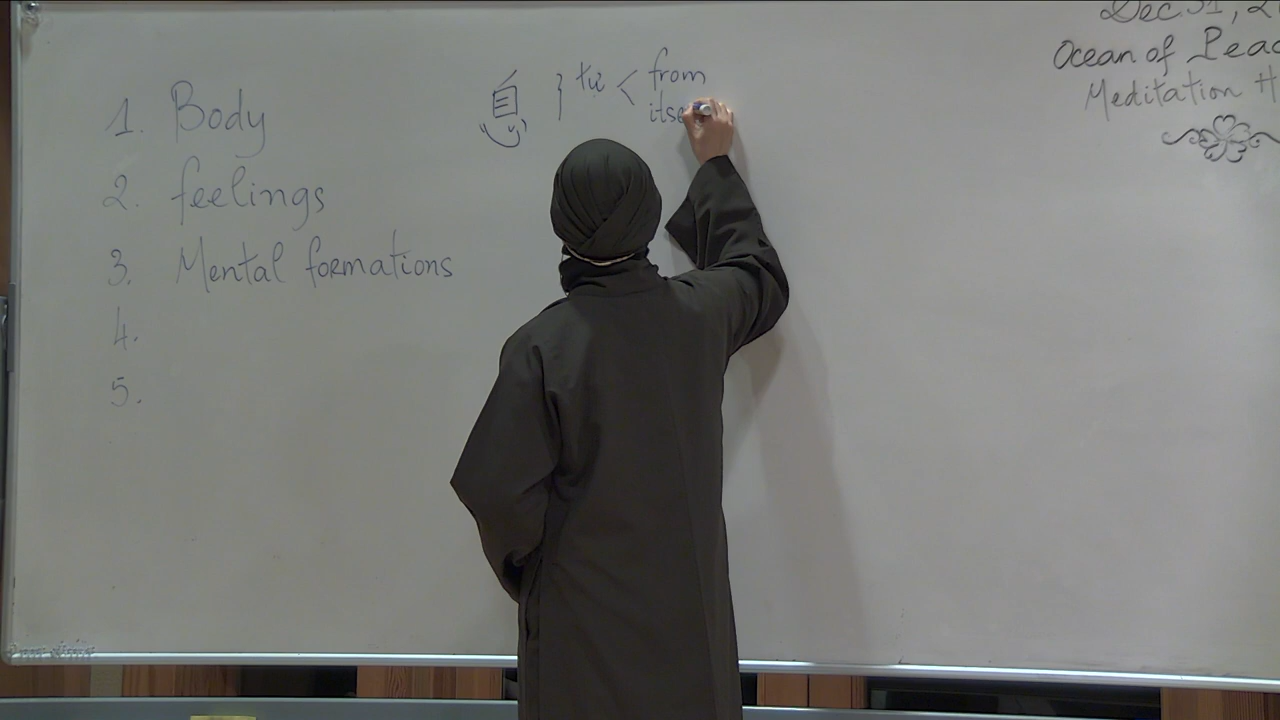 Dec 31, 2
Ocean of Peac
Meditation H
1. Body
2. feelings
3. Mental formations
4.
5.
息 } tự < from
itse